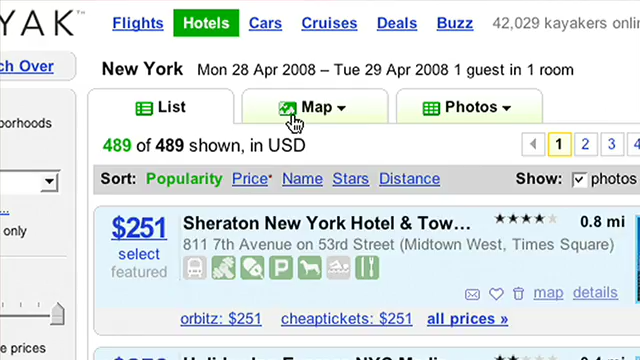 YAK™ Flights Hotels Cars Cruises Deals Buzz 42,029 kayakers onli
ch Over
New York Mon 28 Apr 2008 – Tue 29 Apr 2008 1 guest in 1 room
List Map Photos
orhoods
489 of 489 shown, in USD 1 2 3 4
Sort: Popularity Price* Name Stars Distance Show: photos
only
$251 Sheraton New York Hotel & Tow... 0.8 mi
select 811 7th Avenue on 53rd Street (Midtown West, Times Square)
featured
P
map details
orbitz: $251 cheaptickets: $251 all prices »
e prices